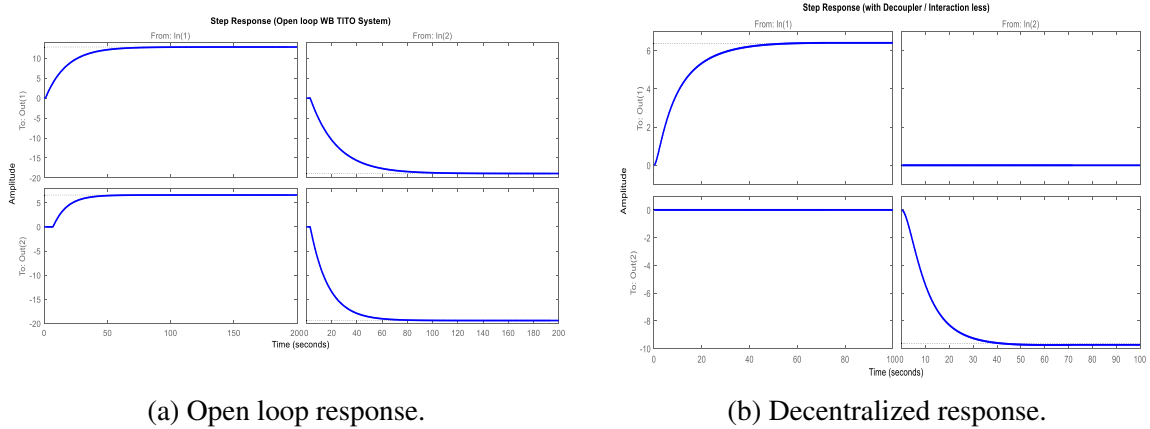 Step Response (Open loop WB TITO System)
From: In(1)
From: In(2)
Amplitude
To: Out(1)
10
5
0
-5
-10
-15
-20
To: Out(2)
5
0
-5
-10
-15
-20
0 50 100 150 200
0 20 40 60 80 100 120 140 160 180 200
Time (seconds)
(a) Open loop response.
Step Response (with Decoupler / Interaction less)
From: In(1)
From: In(2)
Amplitude
To: Out(1)
6
4
2
0
To: Out(2)
0
-2
-4
-6
-8
-10
0 20 40 60 80 100
0 10 20 30 40 50 60 70 80 90 100
Time (seconds)
(b) Decentralized response.